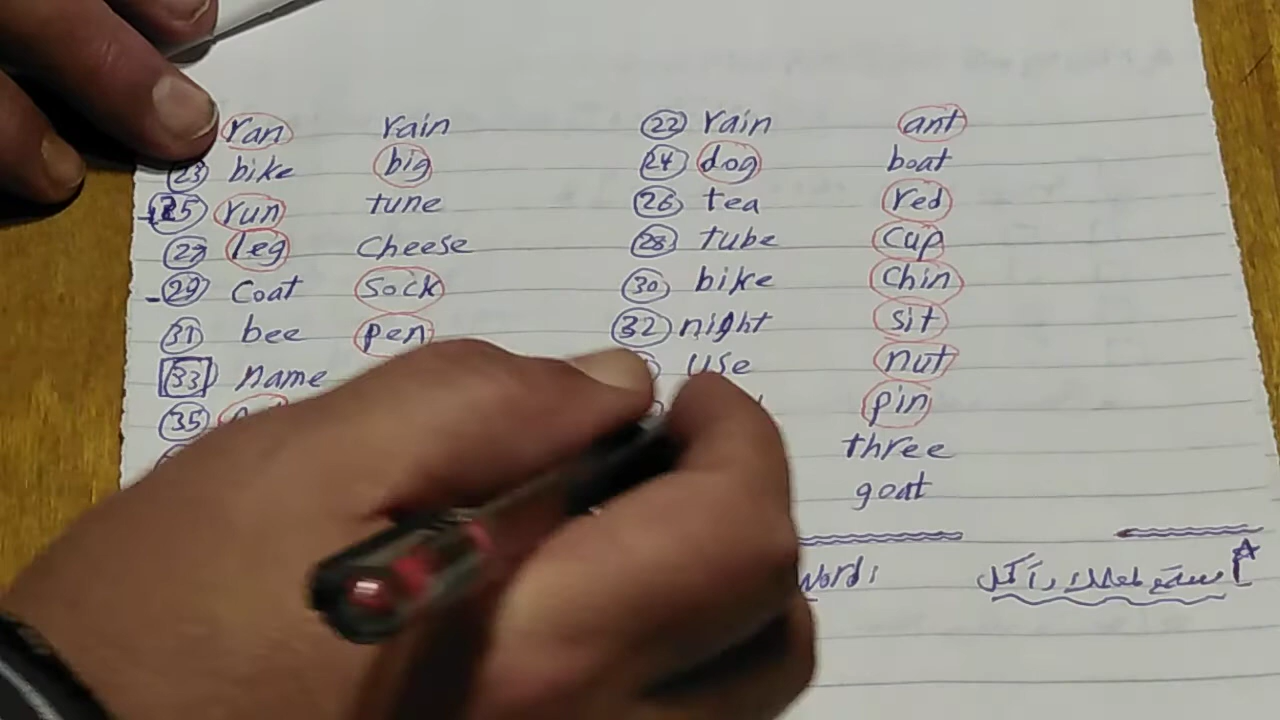 ran rain 22 rain ant
23 bike big 24 dog boat
25 run tune 26 tea red
27 leg cheese 28 tube cup
29 coat sock 30 bike chin
31 bee pen 32 night sit
33 name use nut
35 pin
three
goat
word: